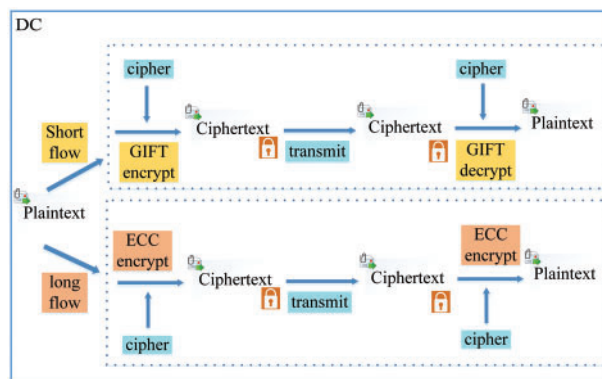 DC
cipher
cipher
Ciphertext
Ciphertext
Plaintext
Short
flow
GIFT
encrypt
transmit
GIFT
decrypt
Plaintext
long
flow
ECC
encrypt
ECC
encrypt
Ciphertext
Ciphertext
Plaintext
transmit
cipher
cipher